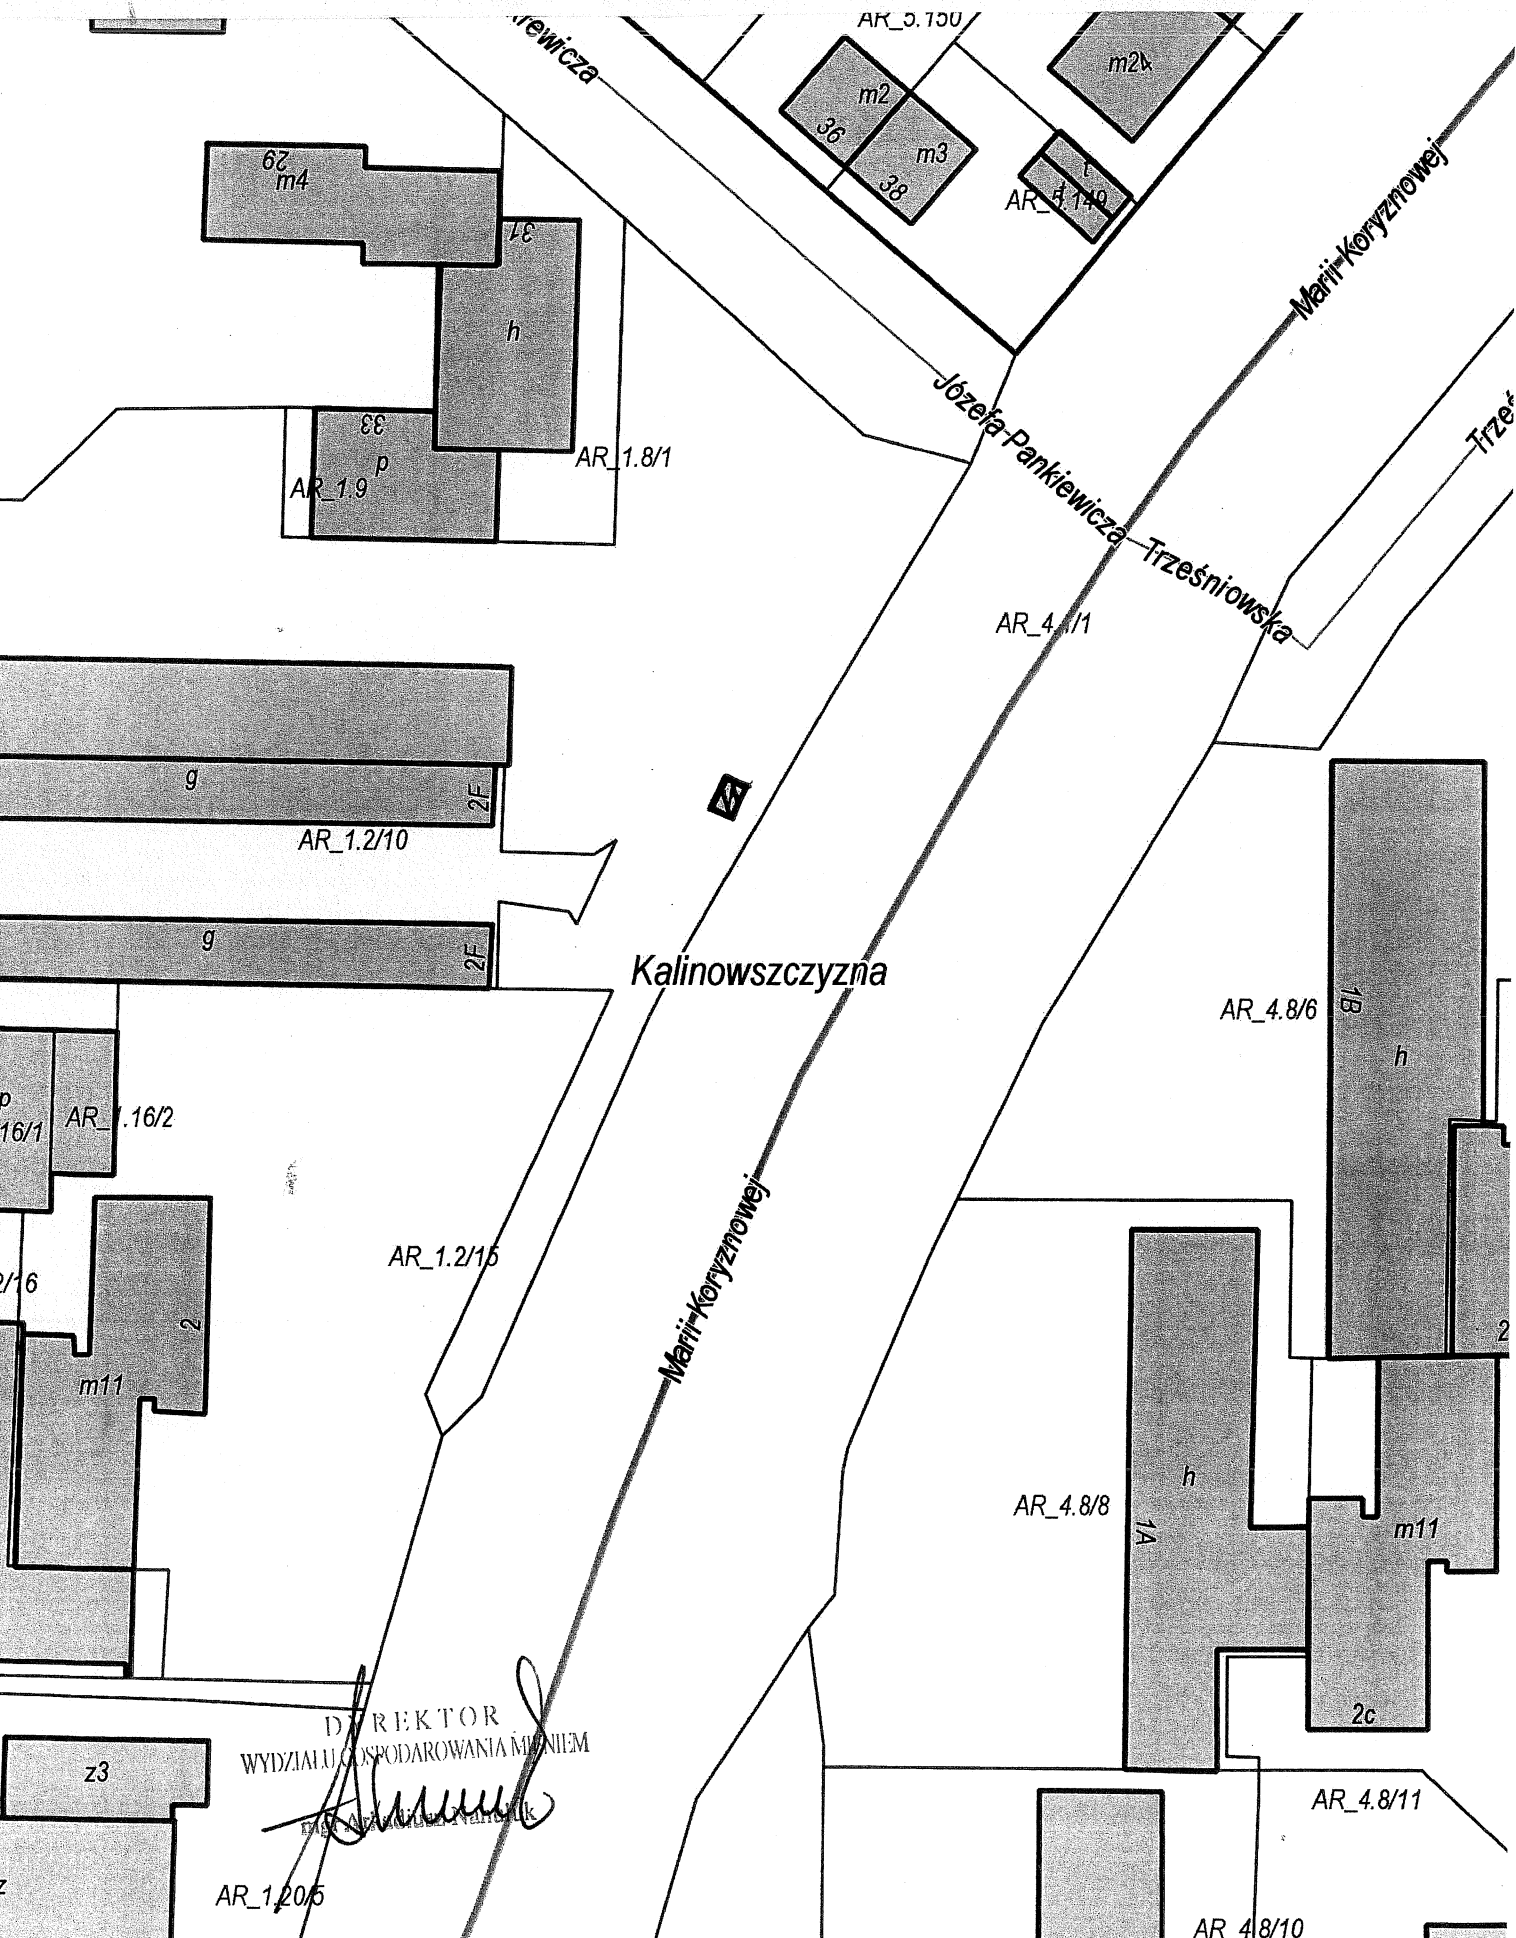 AR_5.150
m24
m2
36
m3
38
t
t
AR_5.149
Marii Koryznowej
29
m4
31
h
33
p
AR_1.9
AR_1.8/1
Józefa Pankiewicza
Trześniowska
AR_4.1/1
g
2F
AR_1.2/10
g
2F
Kalinowszczyzna
AR_4.8/6
1B
h
p
16/1
AR_1.16/2
AR_1.2/15
2/16
2
m11
Marii Koryznowej
2
AR_4.8/8
h
1A
m11
2c
DYREKTOR
WYDZIAŁU GOSPODAROWANIA MIENIEM
mgr Arkadiusz
z3
z
AR_1.20/5
AR_4.8/11
AR_4.8/10